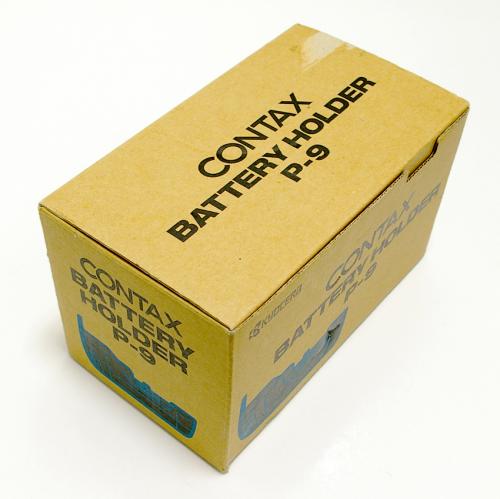 CONTAX
BATTERY HOLDER
P-9
CONTAX
BATTERY
HOLDER
P-9
KYOCERA
CONTAX
BATTERY HOLDER
P-9